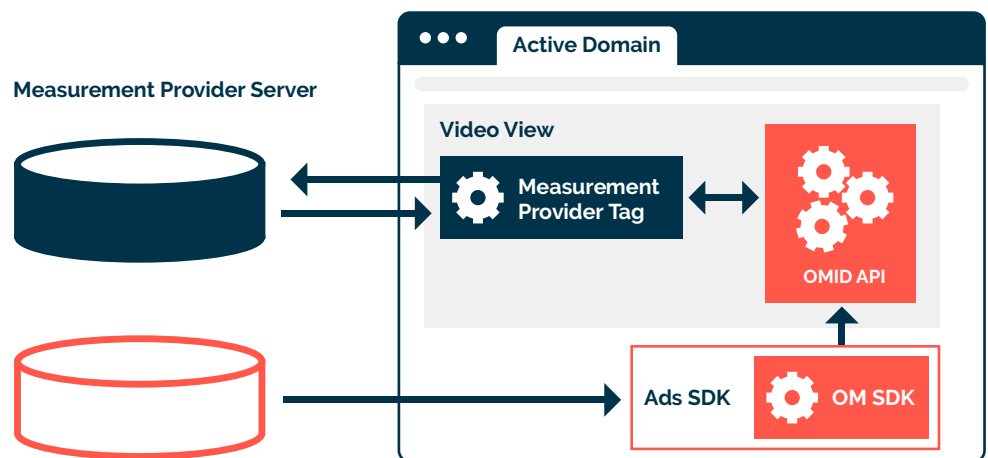 Active Domain
Measurement Provider Server
Video View
Measurement
Provider Tag
OMID API
Ads SDK
OM SDK